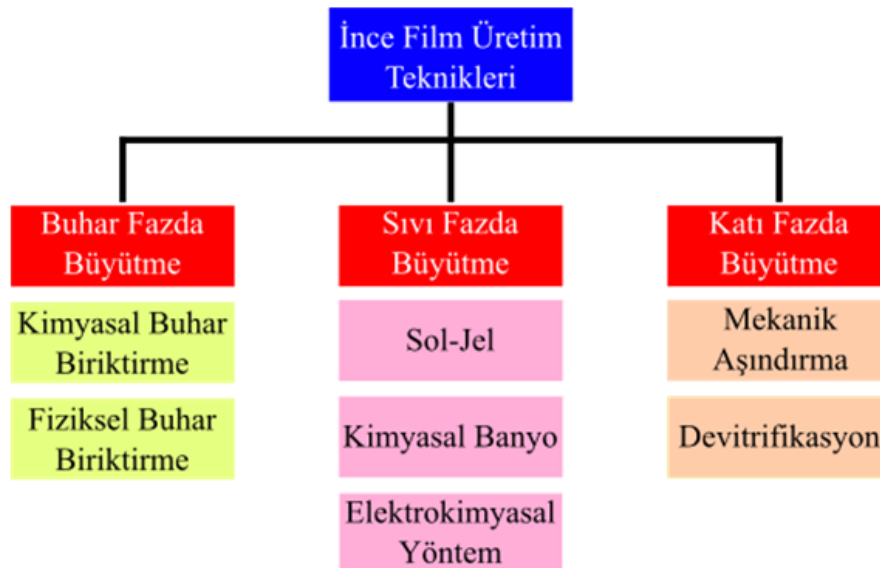 İnce Film Üretim
Teknikleri
Buhar Fazda
Büyütme
Kimyasal Buhar
Biriktirme
Fiziksel Buhar
Biriktirme
Sıvı Fazda
Büyütme
Sol-Jel
Kimyasal Banyo
Elektrokimyasal
Yöntem
Katı Fazda
Büyütme
Mekanik
Aşındırma
Devitrifikasyon